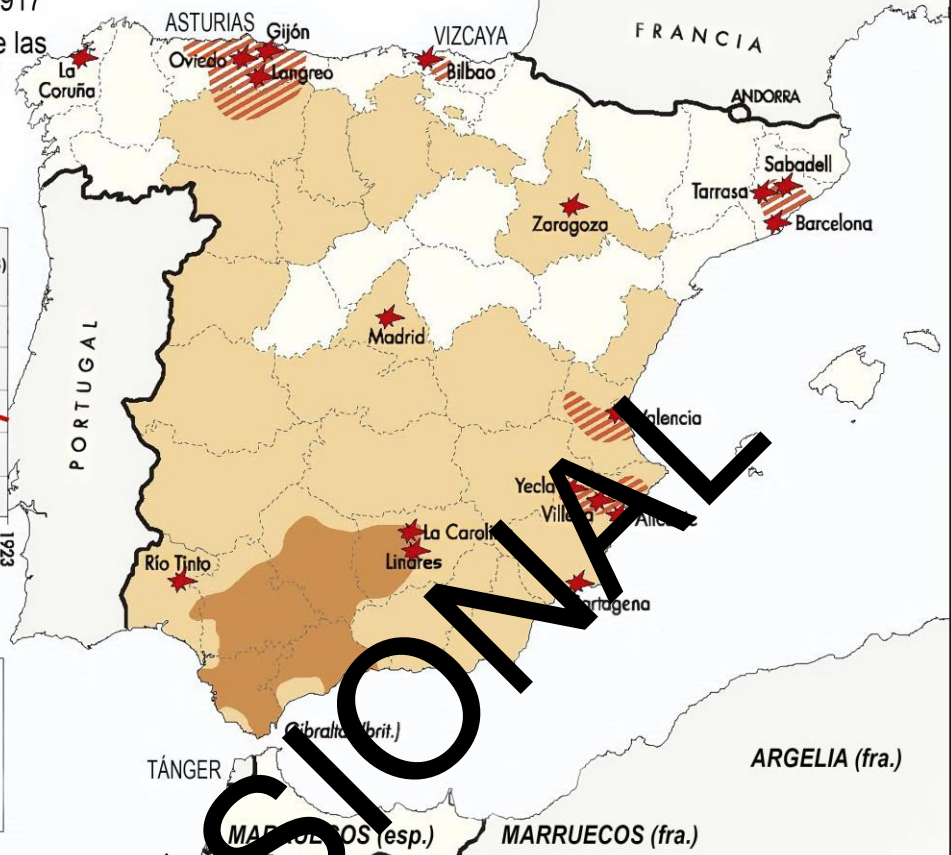 917
e las
ASTURIAS
Gijón
VIZCAYA
FRANCIA
Oviedo
La
Coruña
Langreo
Bilbao
ANDORRA
Sabadell
Tarrasa
Barcelona
Zaragoza
Madrid
PORTUGAL
Valencia
Yecla
Villena
Alicante
La Caroli
Linares
Río Tinto
1923
Cartagena
Gibraltar (brit.)
TÁNGER
ARGELIA (fra.)
MARRUECOS (esp.)
MARRUECOS (fra.)
SIONAL